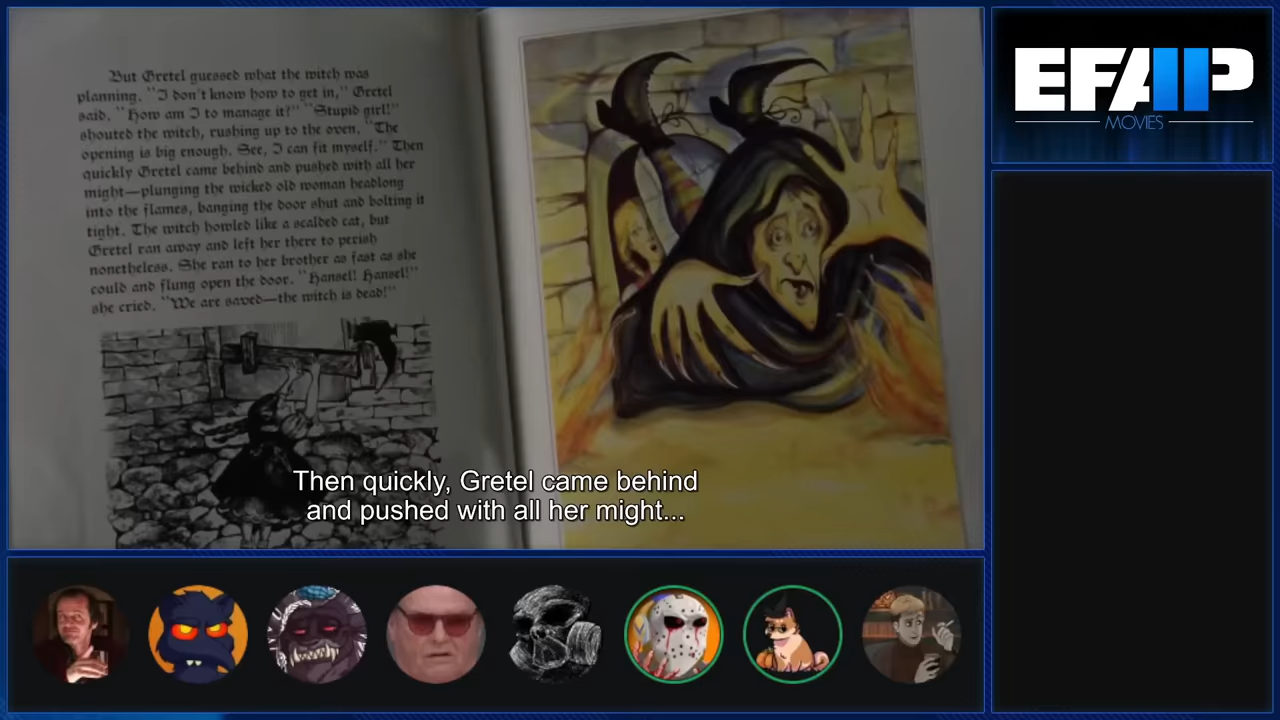 But Gretel guessed what the witch was
planning. "I don't know how to get in," Gretel
said. "How am I to manage it?" "Stupid girl!"
shouted the witch, rushing up to the oven. "The
opening is big enough. See, I can fit myself." Then
quickly Gretel came behind and pushed with all her
might—plunging the wicked old woman headlong
into the flames, banging the door shut and bolting it
tight. The witch howled like a scalded cat, but
Gretel ran away and left her there to perish
nonetheless. She ran to her brother as fast as she
could and flung open the door. "Hansel! Hansel!"
she cried. "We are saved—the witch is dead!"
Then quickly, Gretel came behind
and pushed with all her might...
EFAP
MOVIES